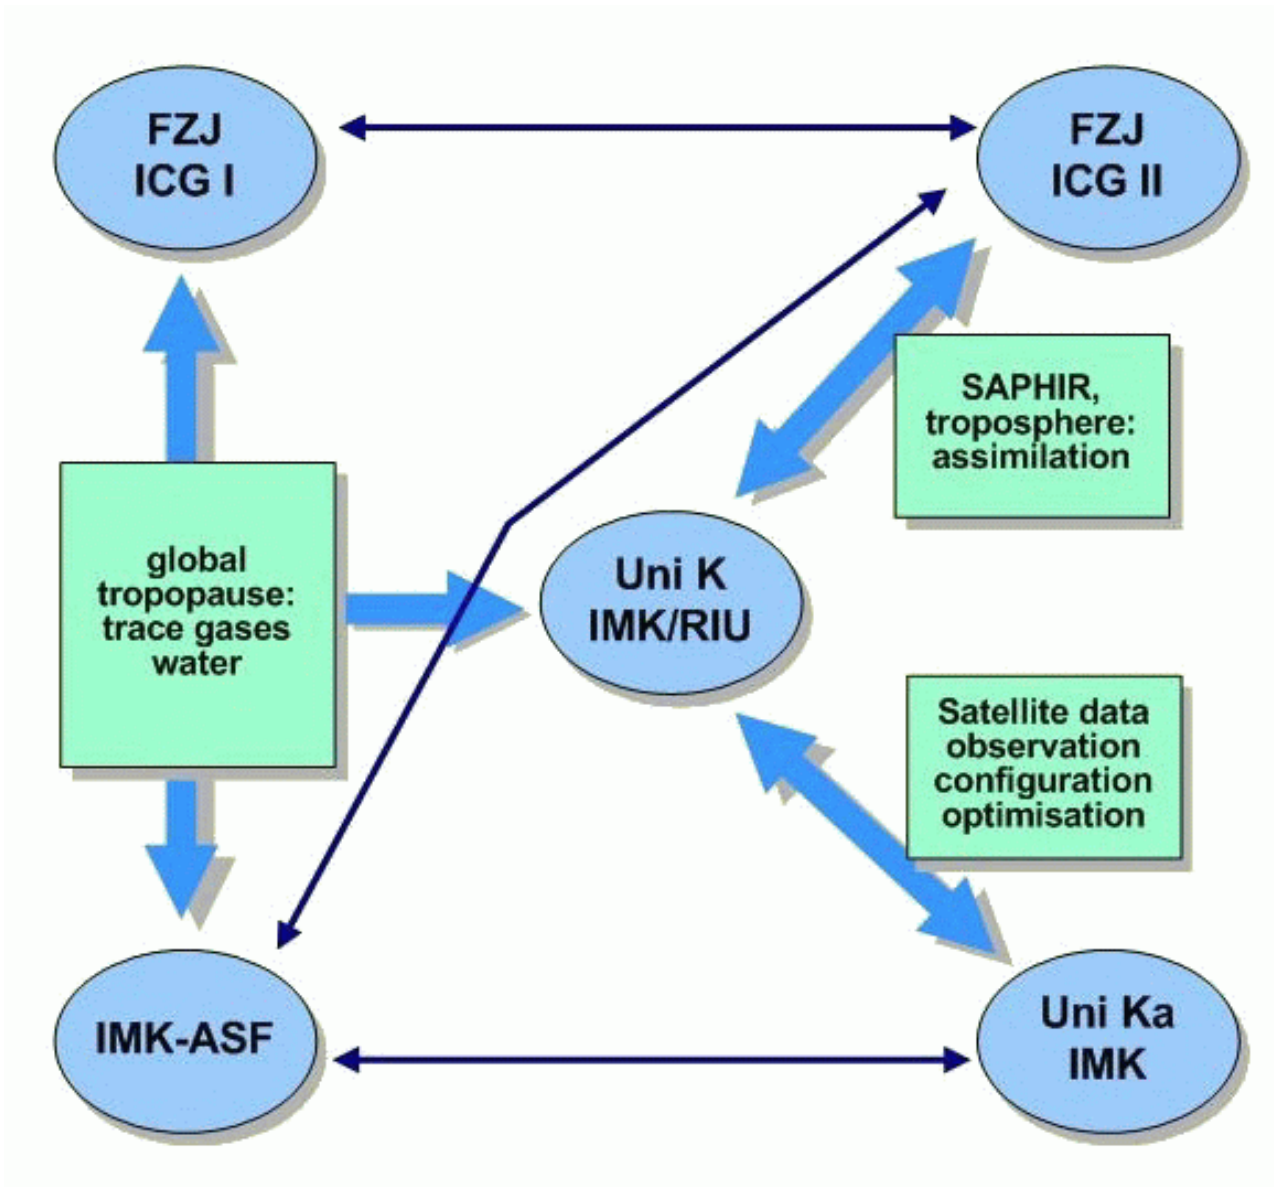 FZJ
ICG I
FZJ
ICG II
SAPHIR,
troposphere:
assimilation
global
tropopause:
trace gases
water
Uni K
IMK/RIU
Satellite data
observation
configuration
optimisation
IMK-ASF
Uni Ka
IMK